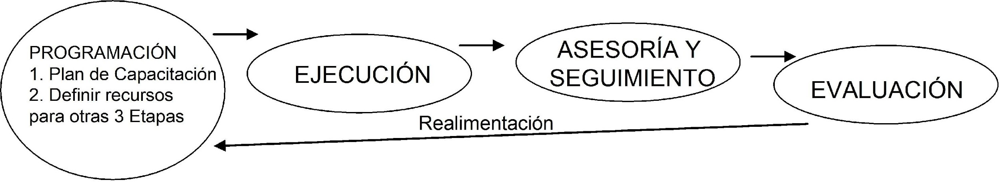 PROGRAMACIÓN
1. Plan de Capacitación
2. Definir recursos
para otras 3 Etapas
EJECUCIÓN
ASESORÍA Y
SEGUIMIENTO
EVALUACIÓN
Realimentación